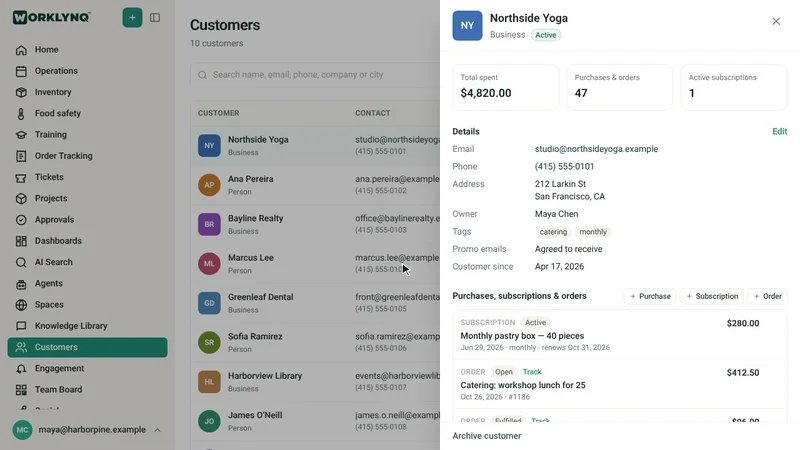 WORKLYNQ
Home
Operations
Inventory
Food safety
Training
Order Tracking
Tickets
Projects
Approvals
Dashboards
AI Search
Agents
Spaces
Knowledge Library
Customers
Engagement
Team Board
MC maya@harborpine.example
Customers
10 customers
Search name, email, phone, company or city
CUSTOMER CONTACT
NY Northside Yoga studio@northsideyoga
Business (415) 555-0101
AP Ana Pereira ana.pereira@example
Person (415) 555-0102
BR Bayline Realty office@baylinerealty.e
Business (415) 555-0103
ML Marcus Lee marcus.lee@example
Person (415) 555-010
GD Greenleaf Dental front@greenleafdenta
Business (415) 555-0105
SR Sofia Ramirez sofia.ramirez@example
Person (415) 555-0106
HL Harborview Library events@harborviewlib
Business (415) 555-0107
JO James O'Neill james.o.neill@example
Person (415) 555-0108
NY Northside Yoga
Business Active
Total spent
$4,820.00
Purchases & orders
47
Active subscriptions
1
Details Edit
Email studio@northsideyoga.example
Phone (415) 555-0101
Address 212 Larkin St
San Francisco, CA
Owner Maya Chen
Tags catering monthly
Promo emails Agreed to receive
Customer since Apr 17, 2026
Purchases, subscriptions & orders + Purchase + Subscription + Order
SUBSCRIPTION Active $280.00
Monthly pastry box — 40 pieces
Jun 29, 2026 · monthly · renews Oct 31, 2026
ORDER Open Track $412.50
Catering: workshop lunch for 25
Oct 26, 2026 · #1186
ORDER Fulfilled Track $96.00
Archive customer